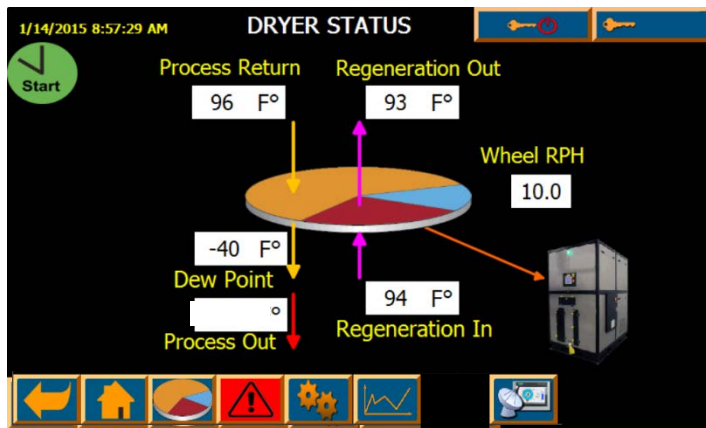 1/14/2015 8:57:29 AM
DRYER STATUS
Start
Process Return
Regeneration Out
96 F°
93 F°
Wheel RPH
10.0
-40 F°
Dew Point
°
Process Out
94 F°
Regeneration In